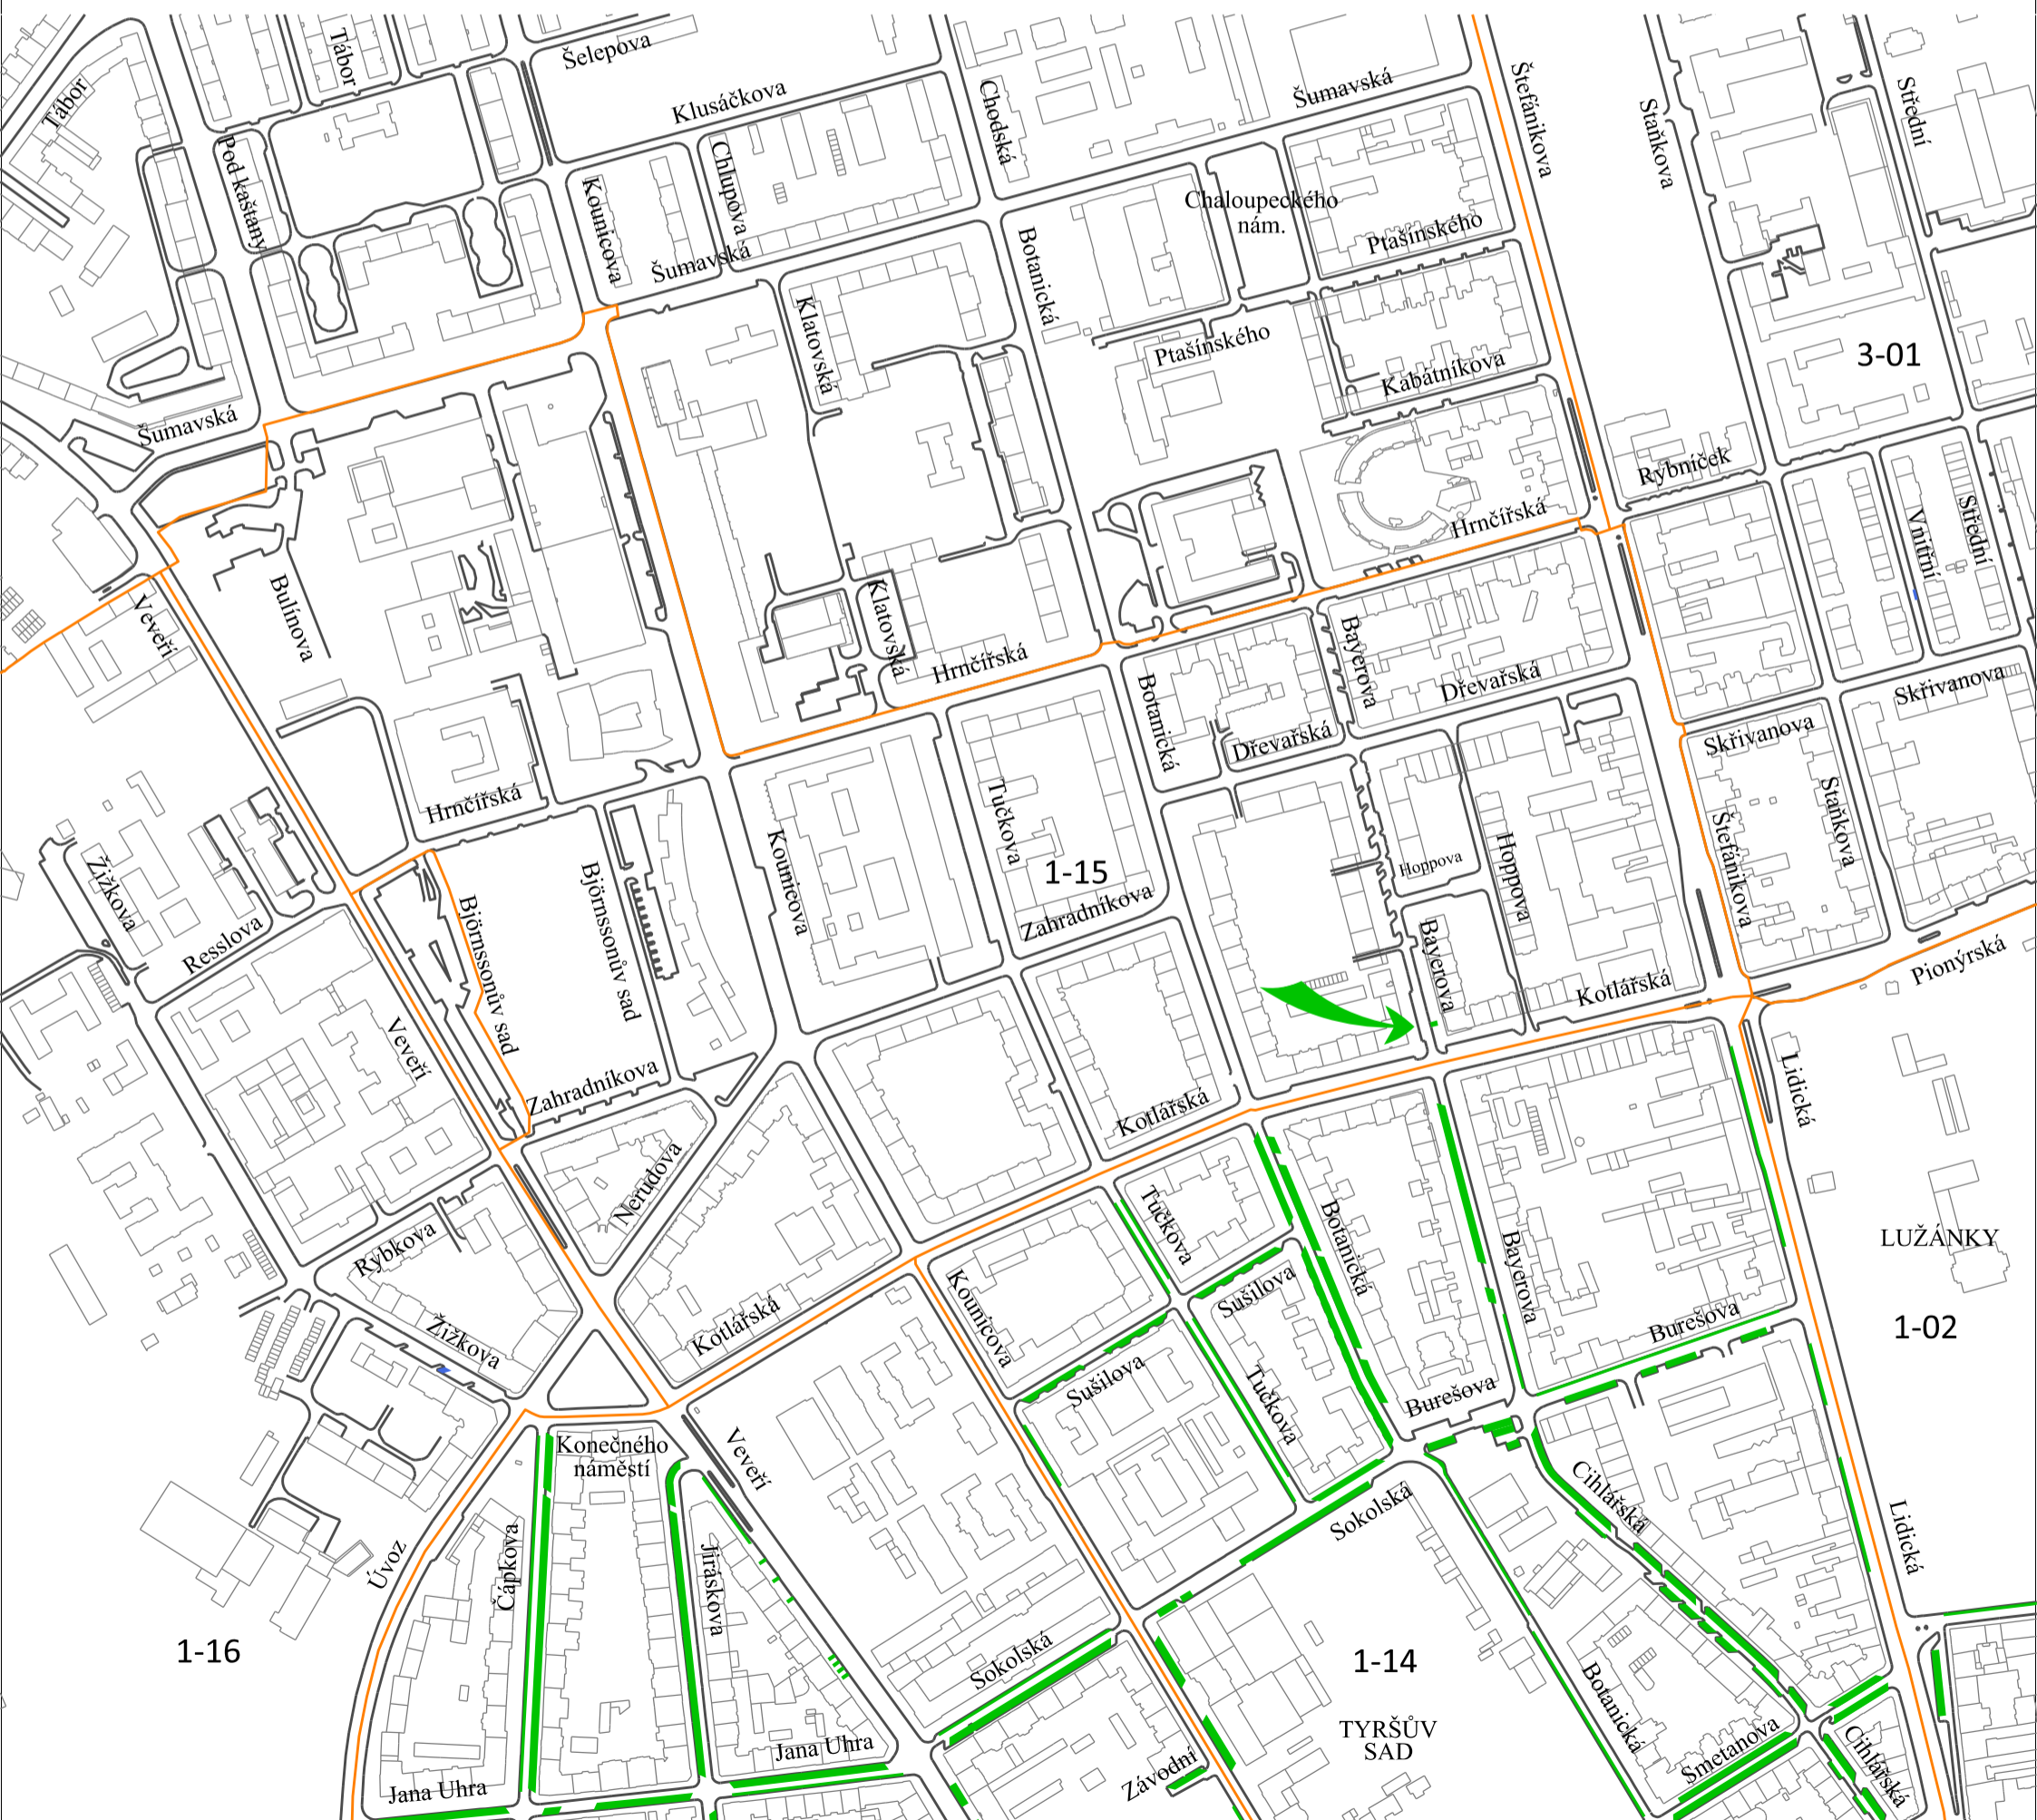 Šelepova
Tábor
Tábor
Klusáčkova
Chodská
Šumavská
Štefánikova
Staňkova
Střední
Pod kaštany
Kounicova
Chlupova
Šumavská
Chaloupeckého
nám.
Ptašínského
Botanická
Klatovská
Ptašínského
Kabátníkova
3-01
Šumavská
Rybníček
Hrnčířská
Vnitřní
Střední
Bulínova
Veveří
Klatovská
Hrnčířská
Bayerova
Dřevařská
Botanická
Dřevařská
Skřivanova
Skřivanova
Hrnčířská
Tučkova
Kounicova
1-15
Hoppova
Hoppova
Štefánikova
Staňkova
Žižkova
Resslova
Björnssonův sad
Björnssonův sad
Zahradníkova
Bayerova
Kotlářská
Pionýrská
Veveří
Zahradníkova
Kotlářská
Lidická
Nerudova
Rybkova
Tučkova
Botanická
Bayerova
LUŽÁNKY
Sušilova
Kounicova
Kotlářská
Žižkova
Burešova
1-02
Sušilova
Tučkova
Burešova
Konečného
náměstí
Veveří
Cihlářská
Sokolská
Lidická
Úvoz
Čápkova
Jiráskova
1-16
Sokolská
1-14
Botanická
TYRŠŮV
SAD
Jana Uhra
Jana Uhra
Závodní
Smetanova
Cihlářská